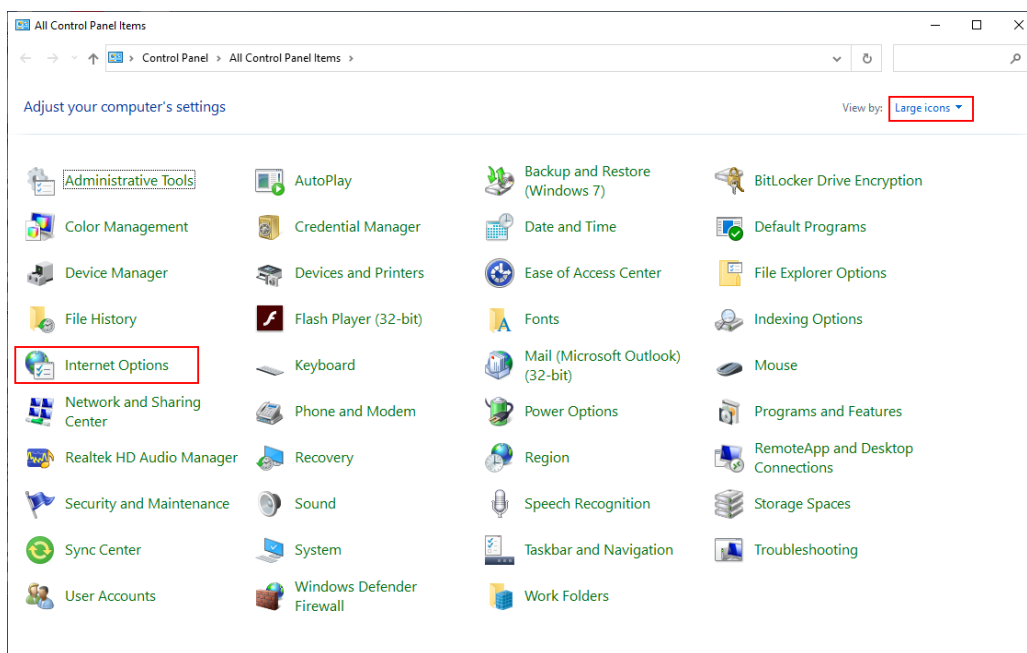 All Control Panel Items
Control Panel > All Control Panel Items >
Adjust your computer's settings
View by: Large icons
Administrative Tools
AutoPlay
Backup and Restore
(Windows 7)
BitLocker Drive Encryption
Color Management
Credential Manager
Date and Time
Default Programs
Device Manager
Devices and Printers
Ease of Access Center
File Explorer Options
File History
Flash Player (32-bit)
Fonts
Indexing Options
Internet Options
Keyboard
Mail (Microsoft Outlook)
(32-bit)
Mouse
Network and Sharing
Center
Phone and Modem
Power Options
Programs and Features
Realtek HD Audio Manager
Recovery
Region
RemoteApp and Desktop
Connections
Security and Maintenance
Sound
Speech Recognition
Storage Spaces
Sync Center
System
Taskbar and Navigation
Troubleshooting
User Accounts
Windows Defender
Firewall
Work Folders